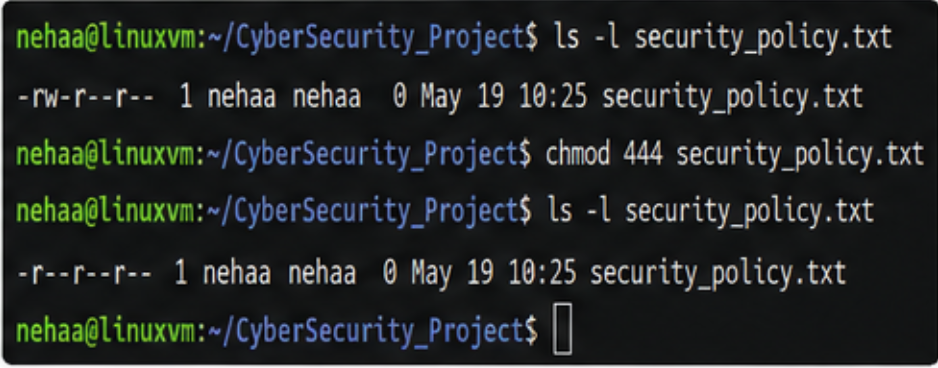 nehaa@linuxvm:~/CyberSecurity_Project$ ls -l security_policy.txt
-rw-r--r-- 1 nehaa nehaa 0 May 19 10:25 security_policy.txt
nehaa@linuxvm:~/CyberSecurity_Project$ chmod 444 security_policy.txt
nehaa@linuxvm:~/CyberSecurity_Project$ ls -l security_policy.txt
-r--r--r-- 1 nehaa nehaa 0 May 19 10:25 security_policy.txt
nehaa@linuxvm:~/CyberSecurity_Project$